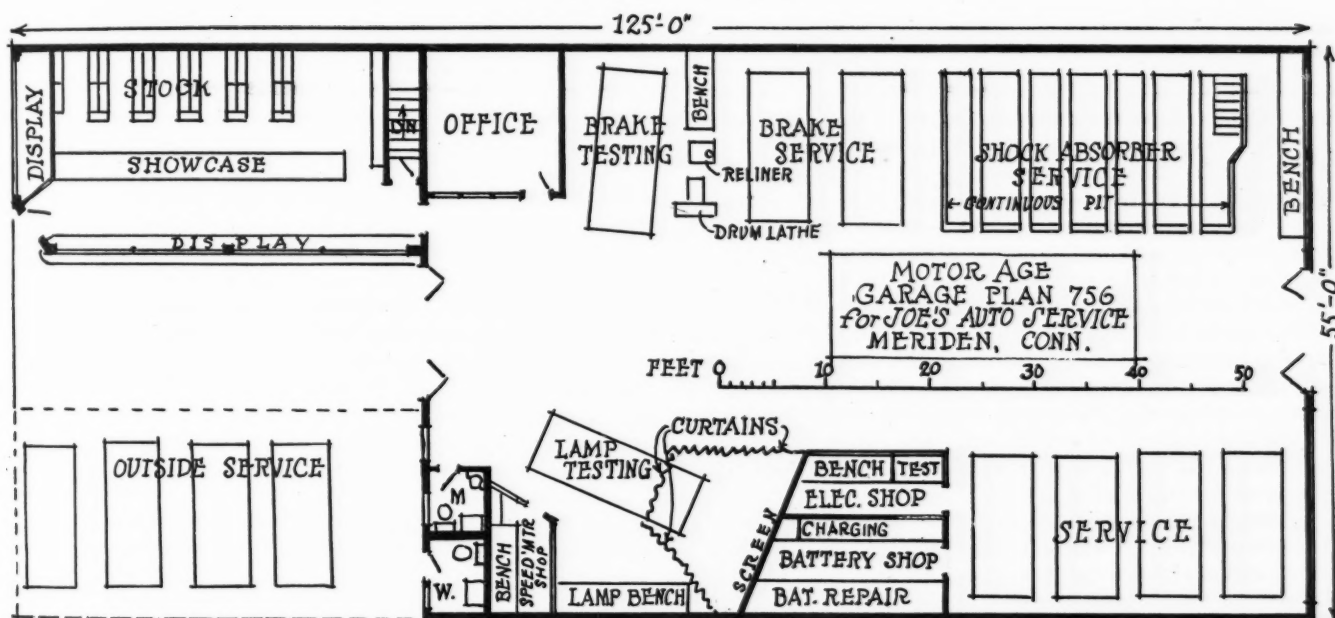 125'-0"
STOCK
DISPLAY
SHOWCASE
DN
OFFICE
BRAKE
TESTING
BENCH
RELINER
DRUM LATHE
BRAKE
SERVICE
SHOCK ABSORBER
SERVICE
CONTINUOUS PIT
BENCH
55'-0"
DISPLAY
MOTOR AGE
GARAGE PLAN 756
for JOE'S AUTO SERVICE
MERIDEN, CONN.
FEET 0 10 20 30 40 50
OUTSIDE SERVICE
M
W.
BENCH
SPEED'MTR
SHOP
LAMP
TESTING
CURTAINS
LAMP BENCH
SCREEN
BENCH
TEST
ELEC. SHOP
CHARGING
BATTERY SHOP
BAT. REPAIR
SERVICE